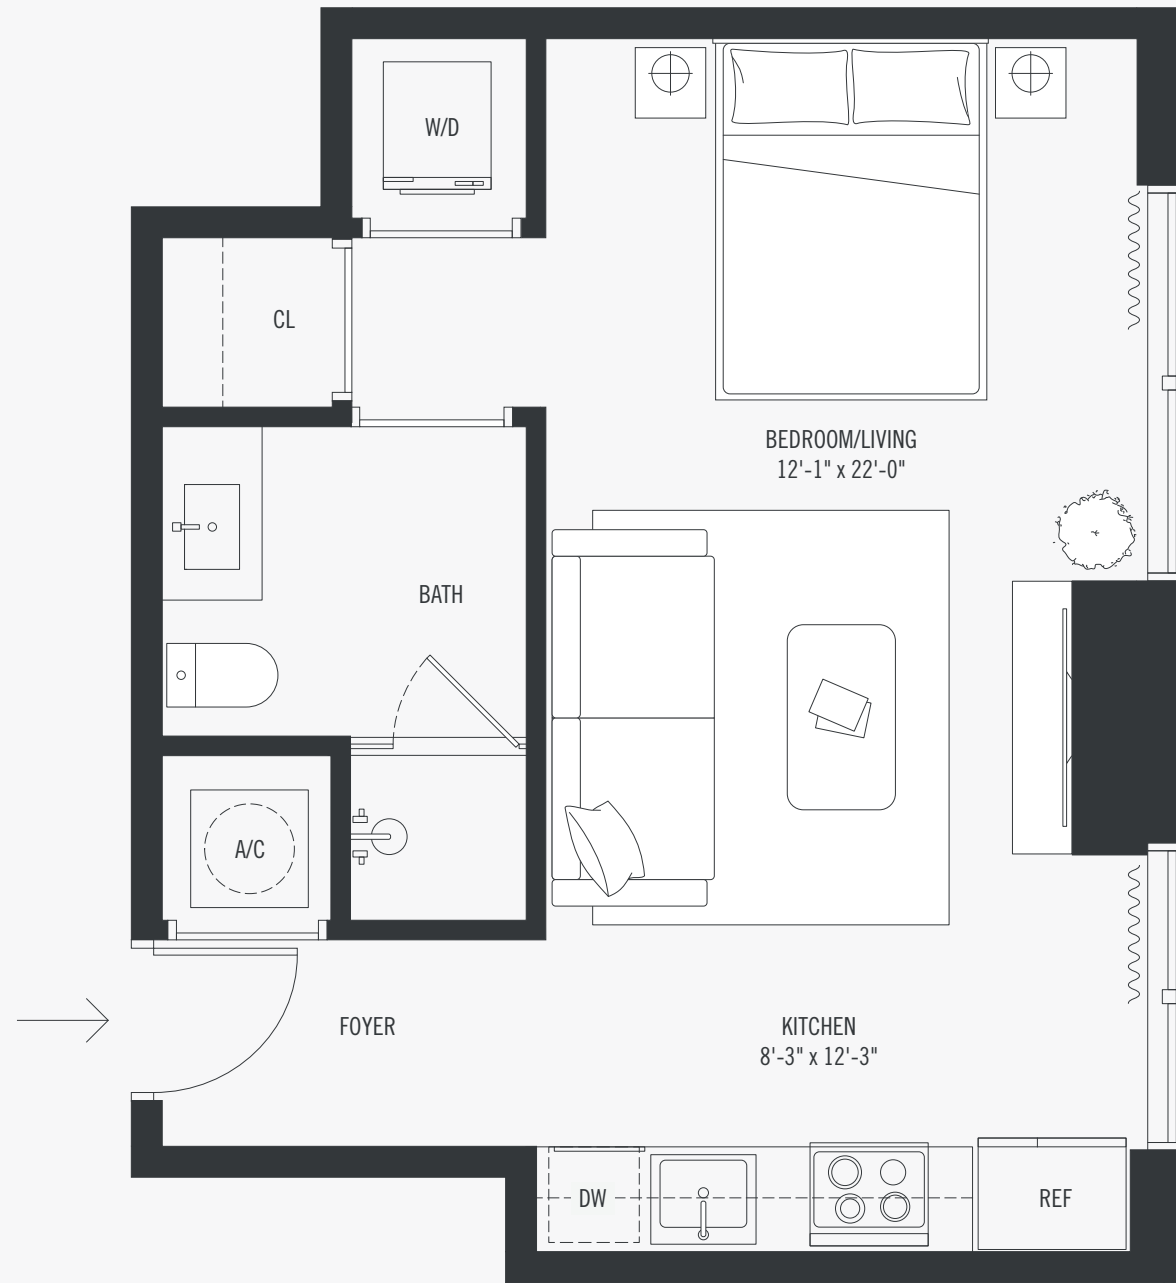 W/D
CL
BEDROOM/LIVING
12'-1" x 22'-0"
BATH
A/C
FOYER
KITCHEN
8'-3" x 12'-3"
DW
REF